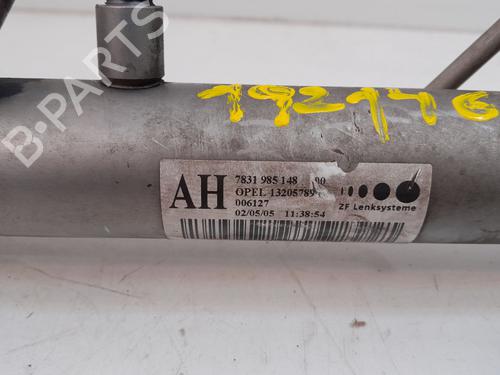 B-PARTS
192146
AH
7831 985 148 00
OPEL 13205789
006127
02/05/05 11:38:54
ZF Lenksysteme